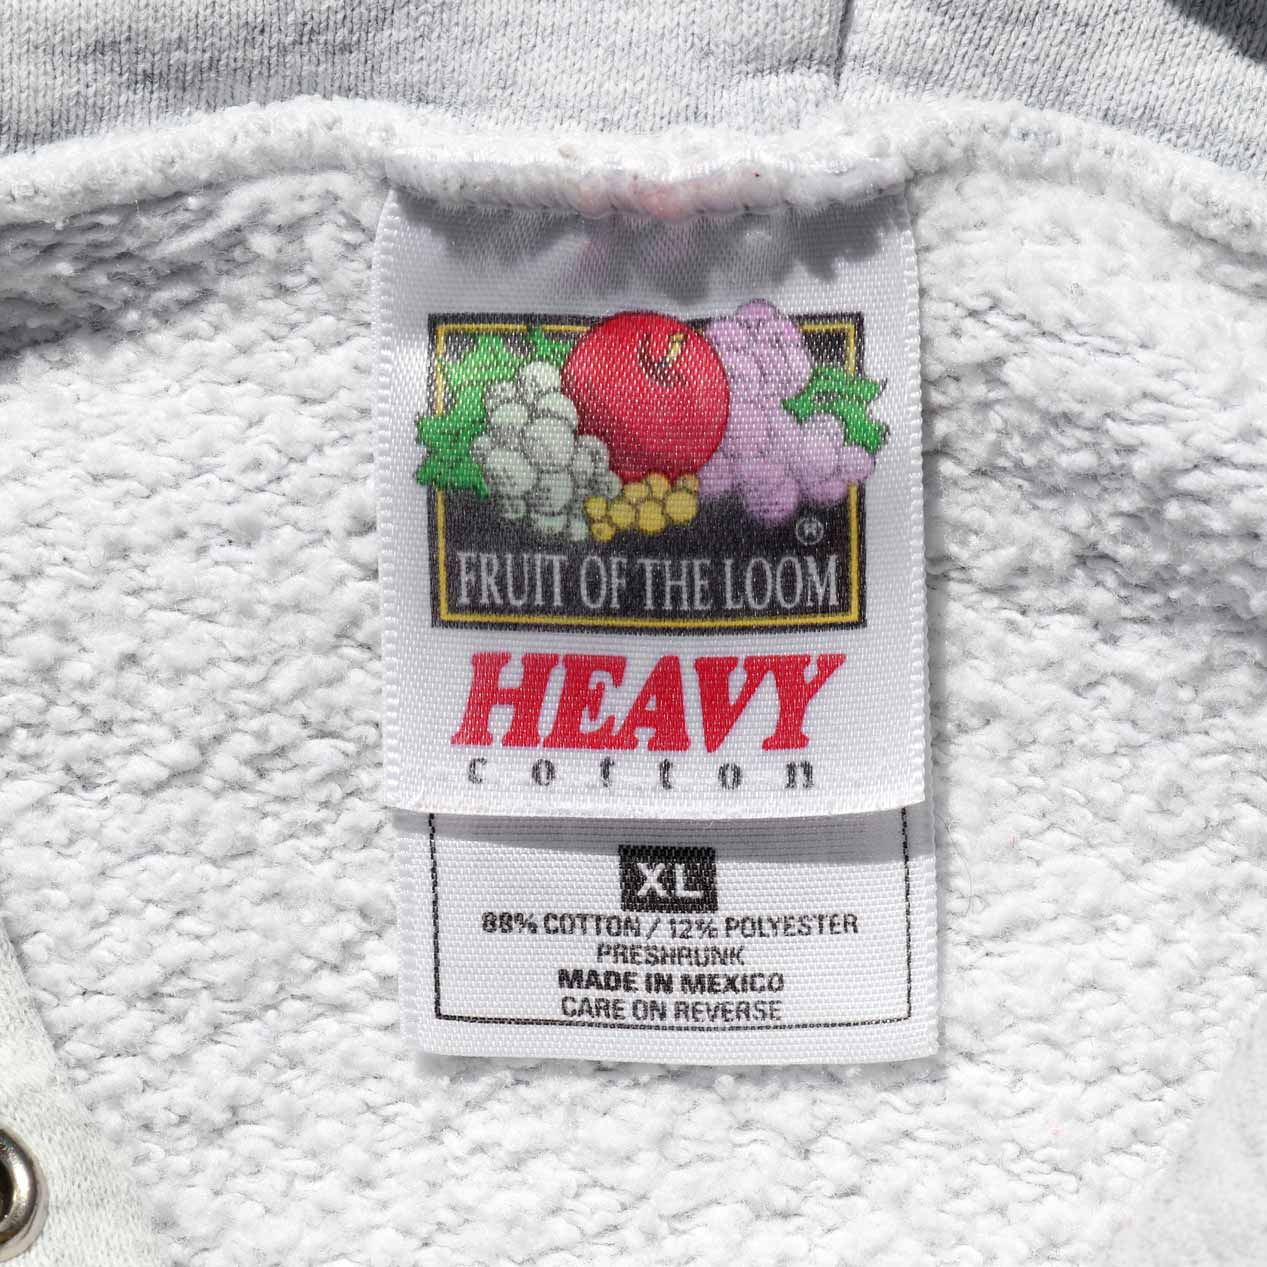 ®
FRUIT OF THE LOOM
HEAVY
cotton
XL
88% COTTON / 12% POLYESTER
PRESHRUNK
MADE IN MEXICO
CARE ON REVERSE